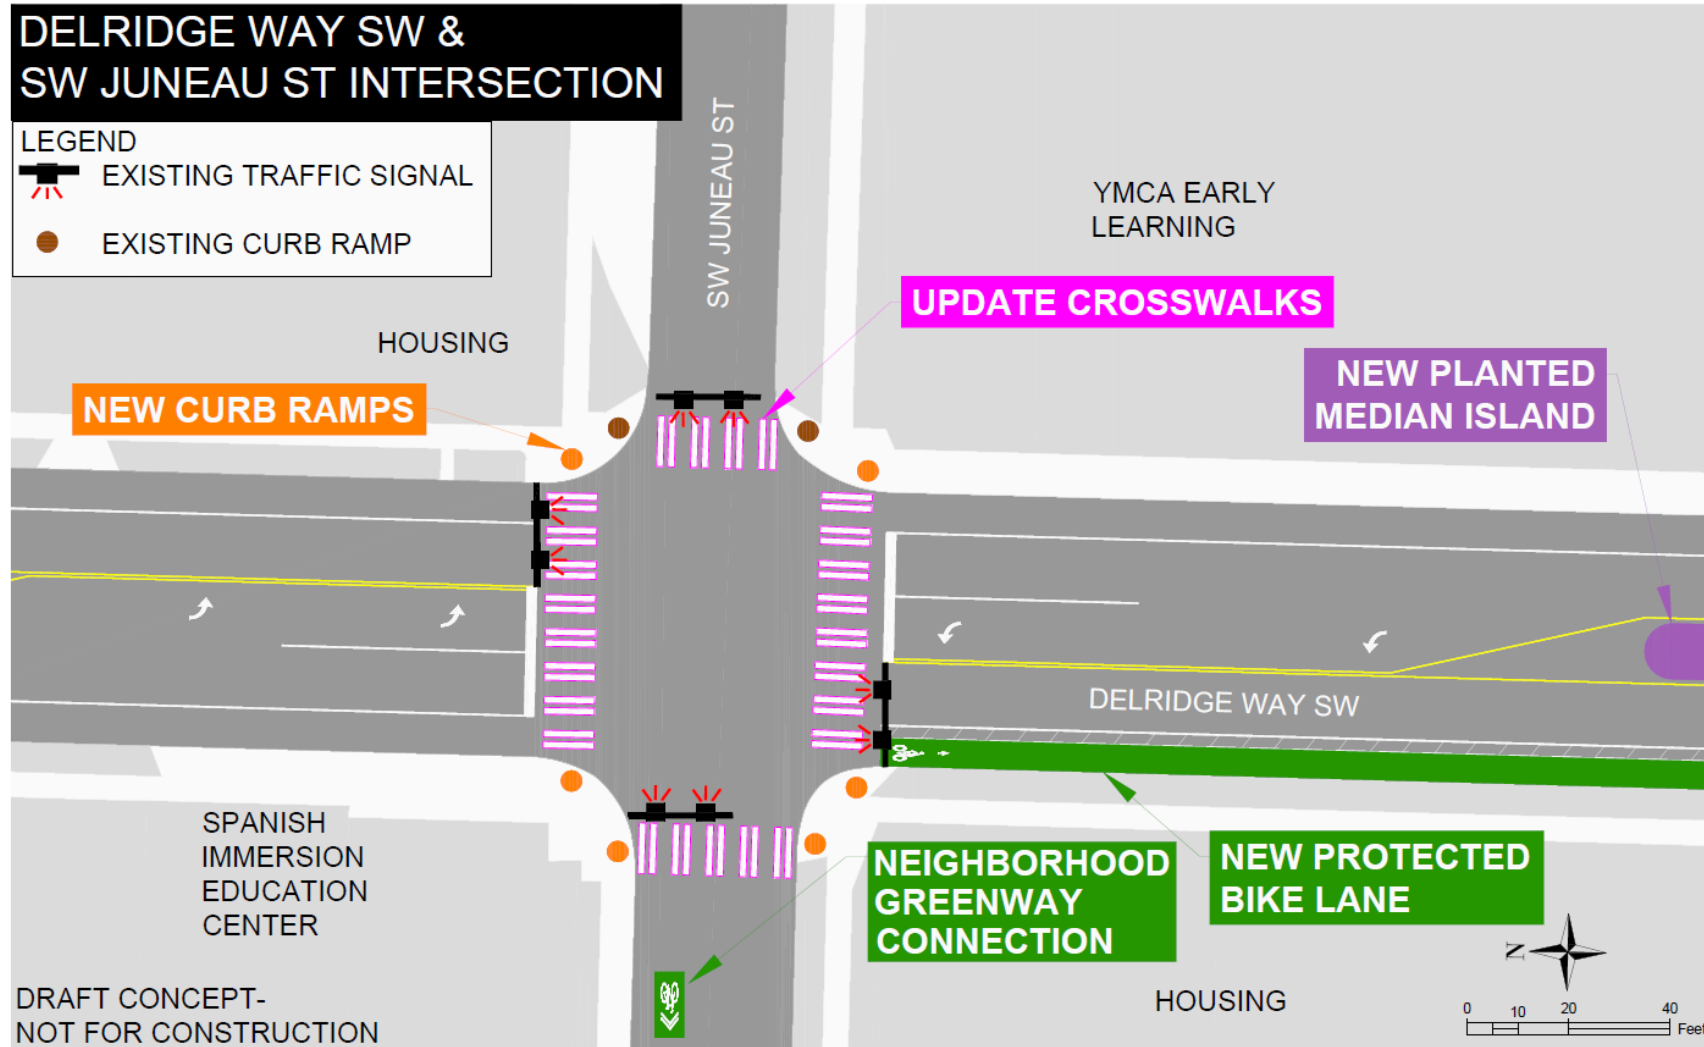 DELRIDGE WAY SW &
SW JUNEAU ST INTERSECTION
LEGEND
EXISTING TRAFFIC SIGNAL
EXISTING CURB RAMP
SW JUNEAU ST
YMCA EARLY
LEARNING
UPDATE CROSSWALKS
HOUSING
NEW PLANTED
MEDIAN ISLAND
NEW CURB RAMPS
DELRIDGE WAY SW
SPANISH
IMMERSION
EDUCATION
CENTER
NEIGHBORHOOD
GREENWAY
CONNECTION
NEW PROTECTED
BIKE LANE
N
HOUSING
0 10 20 40
Feet
DRAFT CONCEPT-
NOT FOR CONSTRUCTION